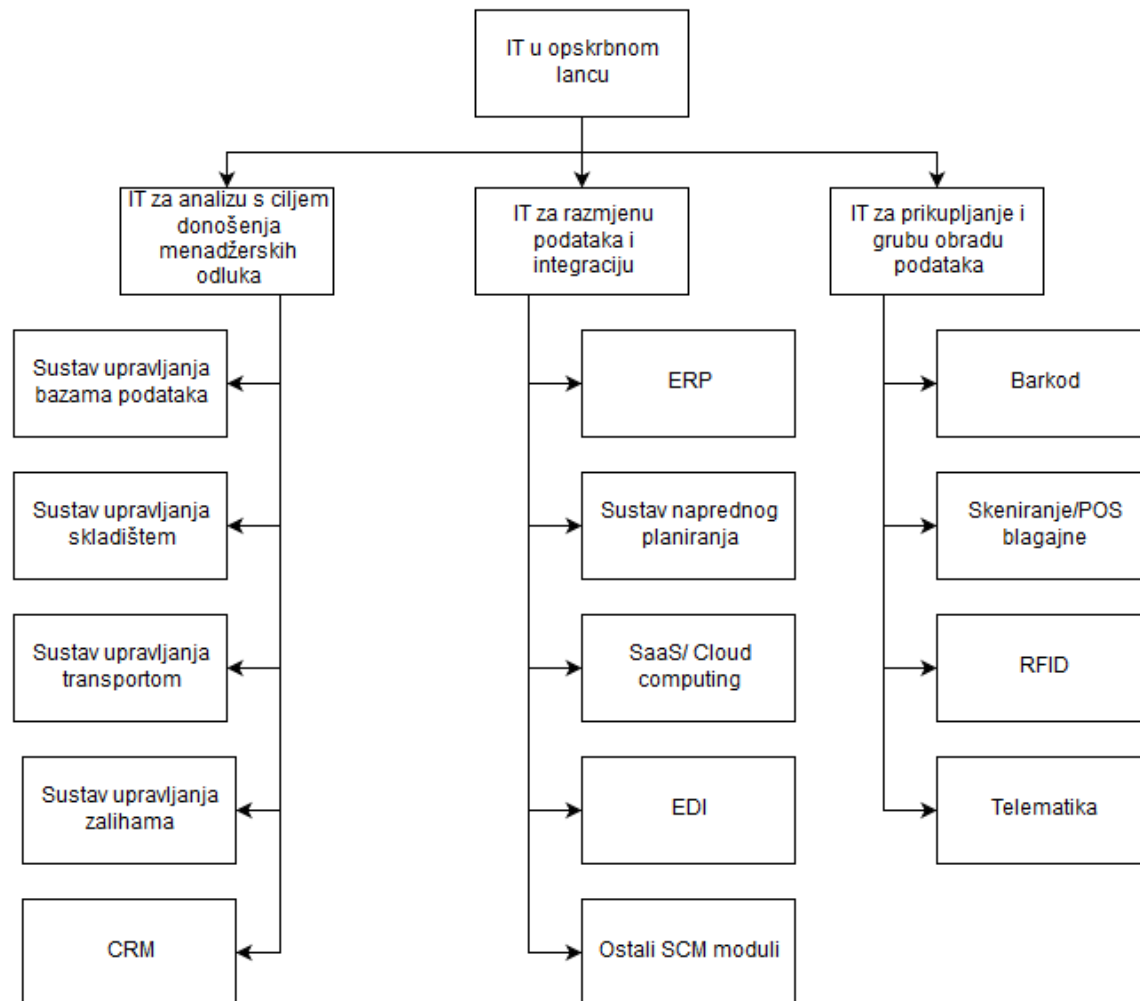 IT u opskrbnom
lancu
IT za analizu s ciljem
donošenja
menadžerskih
odluka
IT za razmjenu
podataka i
integraciju
IT za prikupljanje i
grubu obradu
podataka
Sustav upravljanja
bazama podataka
ERP
Barkod
Sustav upravljanja
skladištem
Sustav naprednog
planiranja
Skeniranje/POS
blagajne
Sustav upravljanja
transportom
SaaS/ Cloud
computing
RFID
Sustav upravljanja
zalihama
EDI
Telematika
CRM
Ostali SCM moduli